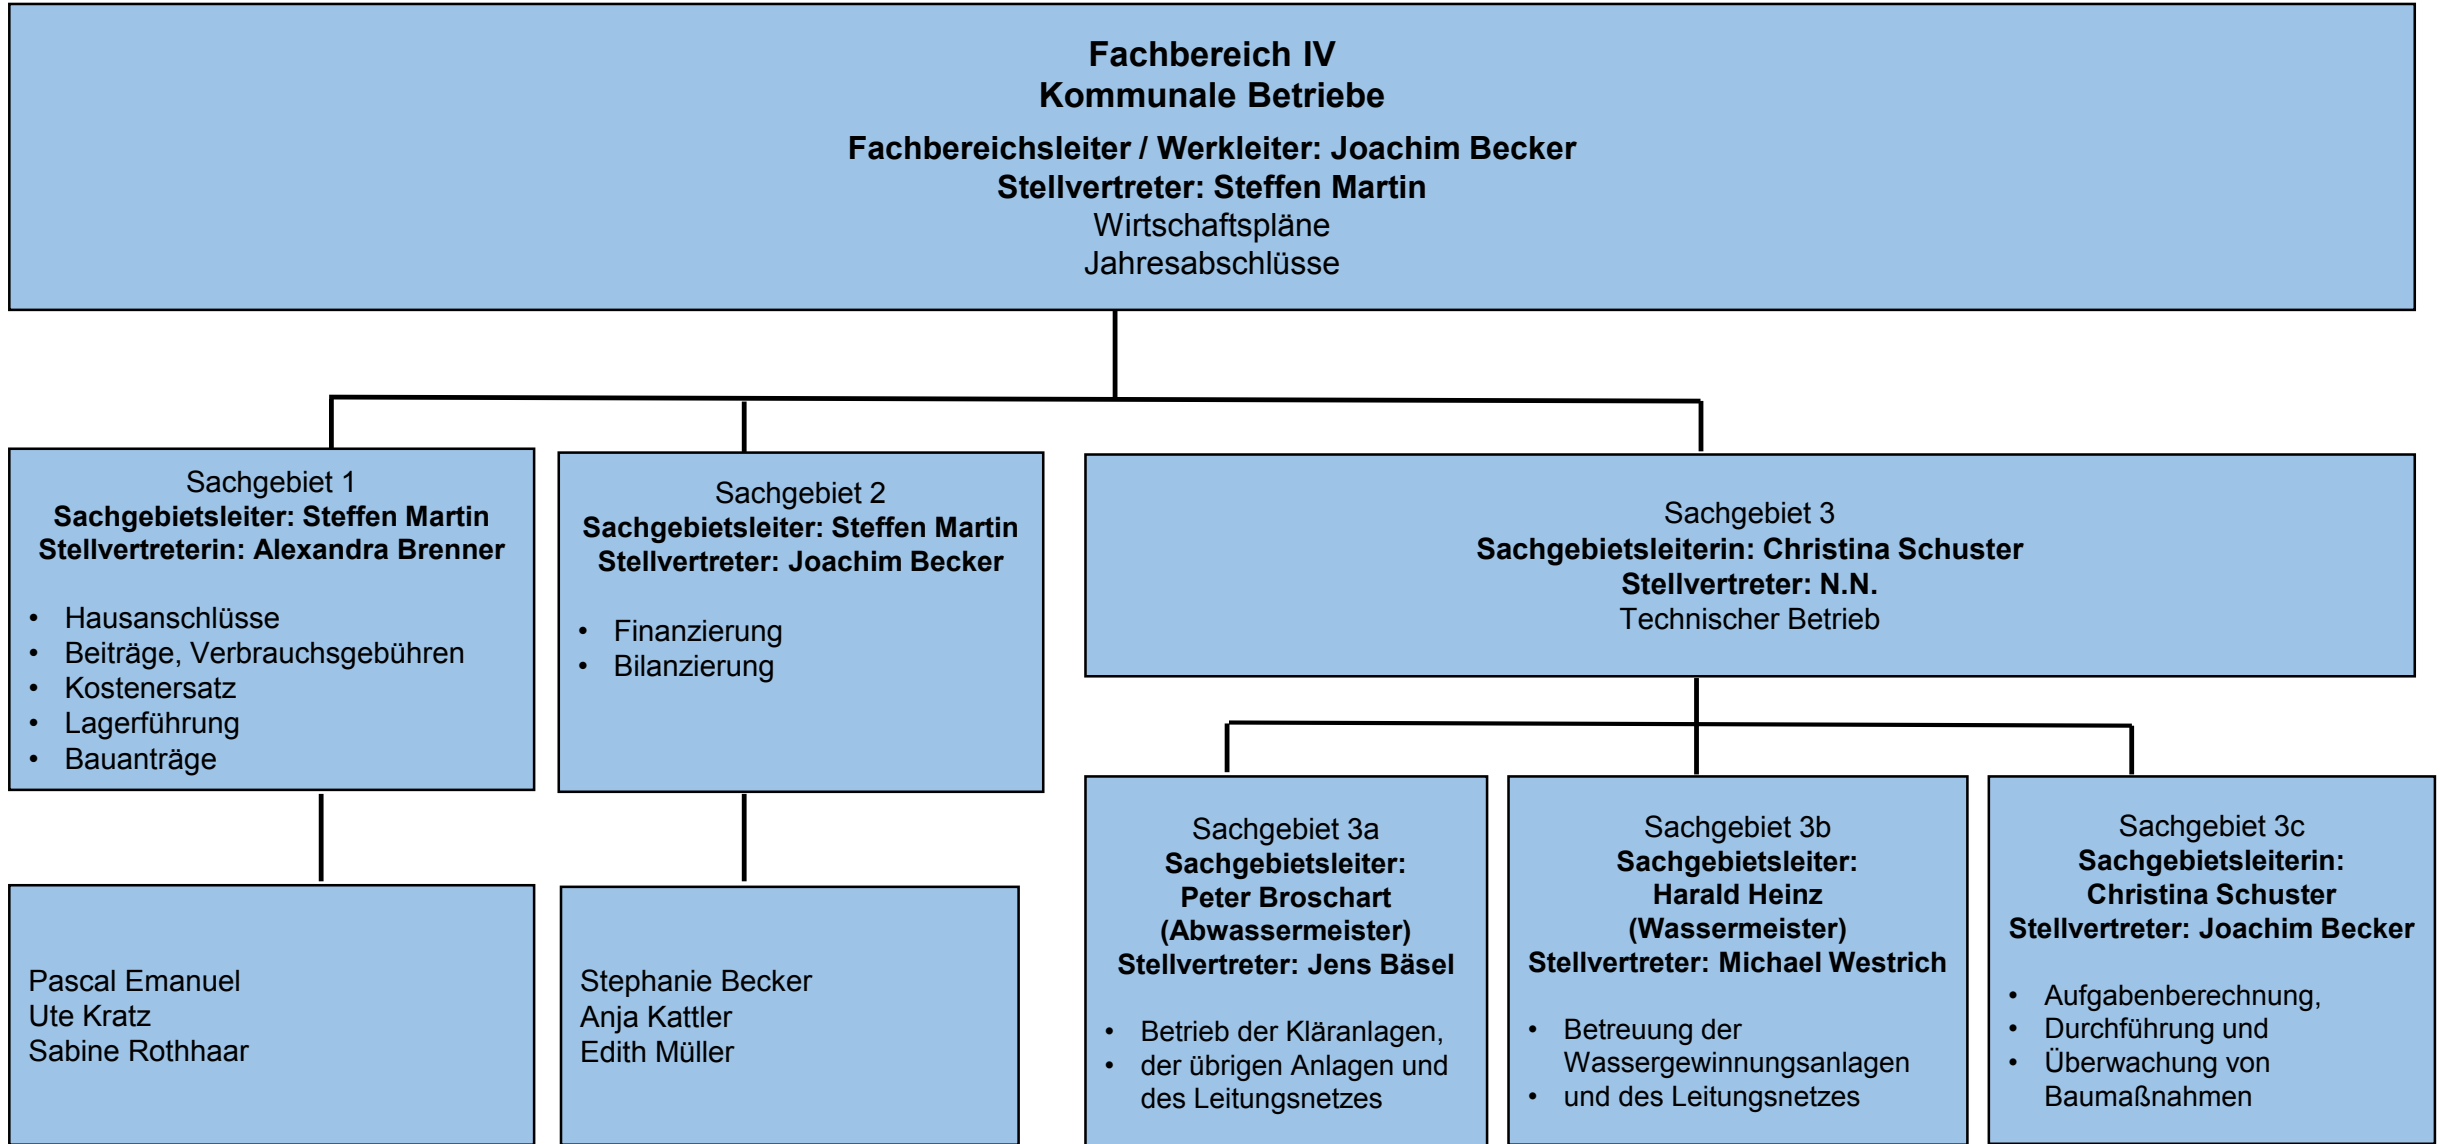 Fachbereich IV
Kommunale Betriebe
Fachbereichsleiter / Werkleiter: Joachim Becker
Stellvertreter: Steffen Martin
Wirtschaftspläne
Jahresabschlüsse
Sachgebiet 1
Sachgebietsleiter: Steffen Martin
Stellvertreterin: Alexandra Brenner
• Hausanschlüsse
• Beiträge, Verbrauchsgebühren
• Kostenersatz
• Lagerführung
• Bauanträge
Sachgebiet 2
Sachgebietsleiter: Steffen Martin
Stellvertreter: Joachim Becker
• Finanzierung
• Bilanzierung
Sachgebiet 3
Sachgebietsleiterin: Christina Schuster
Stellvertreter: N.N.
Technischer Betrieb
Pascal Emanuel
Ute Kratz
Sabine Rothhaar
Stephanie Becker
Anja Kattler
Edith Müller
Sachgebiet 3a
Sachgebietsleiter:
Peter Broschart
(Abwassermeister)
Stellvertreter: Jens Bäsel
• Betrieb der Kläranlagen,
• der übrigen Anlagen und
des Leitungsnetzes
Sachgebiet 3b
Sachgebietsleiter:
Harald Heinz
(Wassermeister)
Stellvertreter: Michael Westrich
• Betreuung der
Wassergewinnungsanlagen
• und des Leitungsnetzes
Sachgebiet 3c
Sachgebietsleiterin:
Christina Schuster
Stellvertreter: Joachim Becker
• Aufgabenberechnung,
• Durchführung und
• Überwachung von
Baumaßnahmen